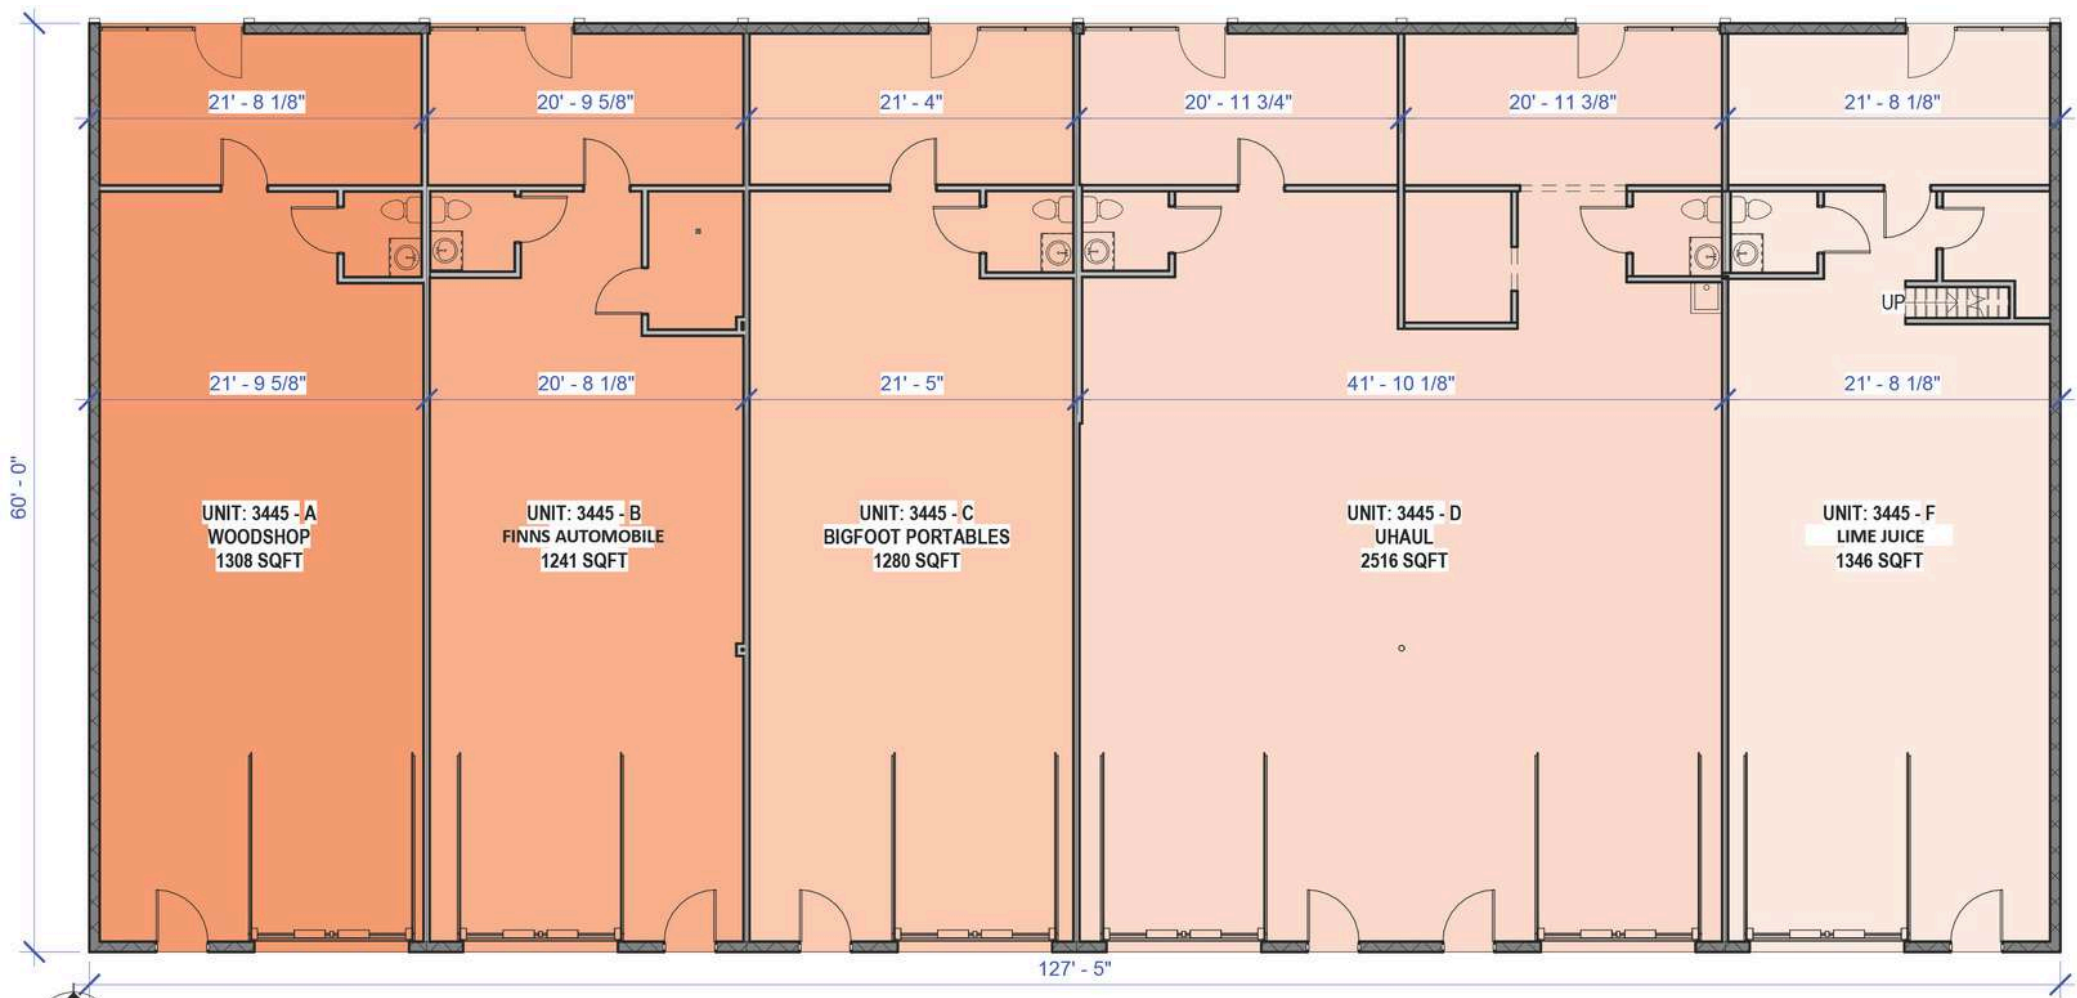 21' - 8 1/8"
20' - 9 5/8"
21' - 4"
20' - 11 3/4"
20' - 11 3/8"
21' - 8 1/8"
UP
21' - 9 5/8"
20' - 8 1/8"
21' - 5"
41' - 10 1/8"
21' - 8 1/8"
60' - 0"
UNIT: 3445 - A
WOODSHOP
1308 SQFT
UNIT: 3445 - B
FINNS AUTOMOBILE
1241 SQFT
UNIT: 3445 - C
BIGFOOT PORTABLES
1280 SQFT
UNIT: 3445 - D
UHAUL
2516 SQFT
UNIT: 3445 - F
LIME JUICE
1346 SQFT
127' - 5"